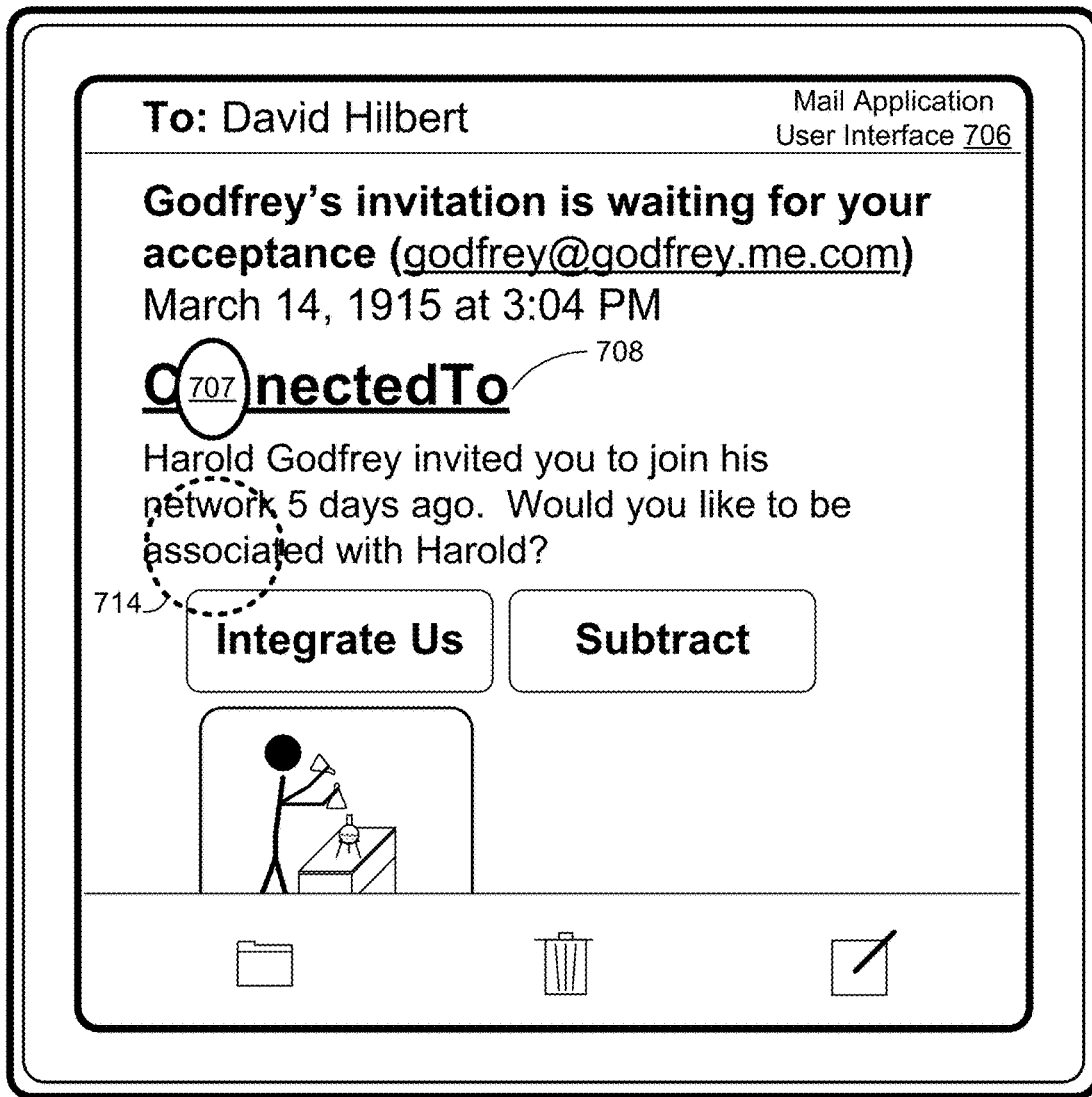 To: David Hilbert
Mail Application
User Interface 706
Godfrey's invitation is waiting for your
acceptance (godfrey@godfrey.me.com)
March 14, 1915 at 3:04 PM
708
C 707 nnectedTo
Harold Godfrey invited you to join his
network 5 days ago. Would you like to be
associated with Harold?
714
Integrate Us
Subtract